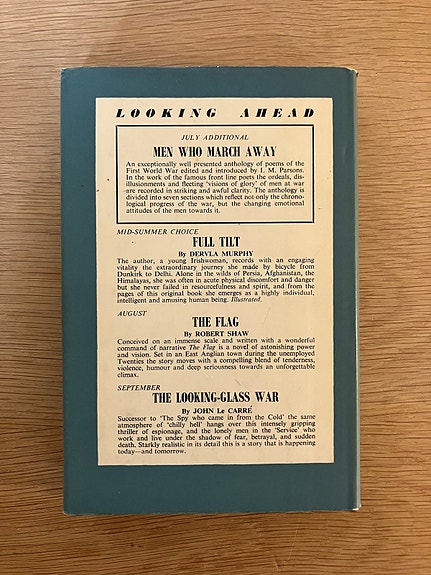 LOOKING AHEAD
JULY ADDITIONAL
MEN WHO MARCH AWAY
An exceptionally well presented anthology of poems of the
First World War edited and introduced by I. M. Parsons.
In the work of the famous front line poets the ordeals, dis-
illusionments and fleeting 'visions of glory' of men at war
are recorded in striking and awful clarity. The anthology is
divided into seven sections which reflect not only the chrono-
logical progress of the war, but the changing emotional
attitudes of the men towards it.
MID-SUMMER CHOICE
FULL TILT
By DERVLA MURPHY
The author, a young Irishwoman, records with an engaging
vitality the extraordinary journey she made by bicycle from
Dunkirk to Delhi. Alone in the wilds of Persia, Afghanistan, the
Himalayas, she was often in acute physical discomfort and danger
but she never failed in resourcefulness and spirit, and from the
pages of this original book she emerges as a highly individual,
intelligent and amusing human being. Illustrated.
AUGUST
THE FLAG
By ROBERT SHAW
Conceived on an immense scale and written with a wonderful
command of narrative The Flag is a novel of astonishing power
and vision. Set in an East Anglian town during the unemployed
Twenties the story moves with a compelling blend of tenderness,
violence, humour and deep seriousness towards an unforgettable
climax.
SEPTEMBER
THE LOOKING-GLASS WAR
By JOHN Le CARRÉ
Successor to 'The Spy who came in from the Cold' the same
atmosphere of 'chilly hell' hangs over this intensely gripping
thriller of espionage, and the lonely men in the 'Service' who
work and live under the shadow of fear, betrayal, and sudden
death. Starkly realistic in its detail this is a story that is happening
today—and tomorrow.